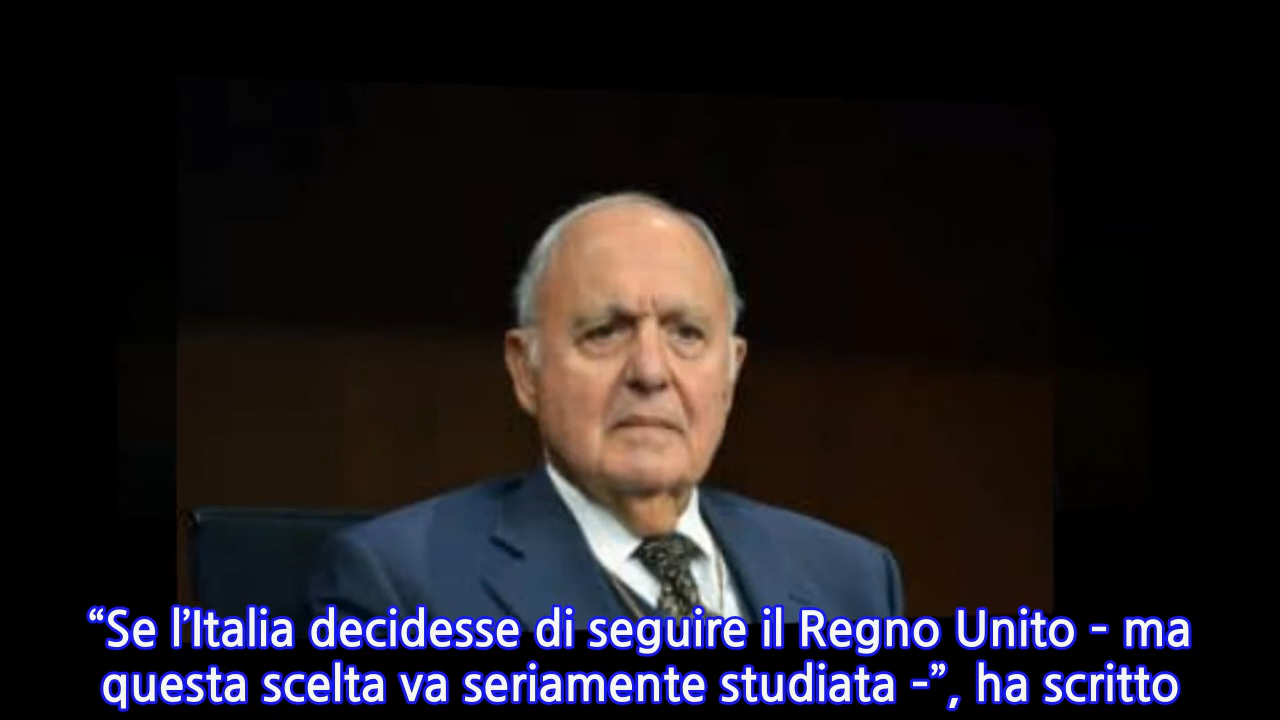 “Se l’Italia decidesse di seguire il Regno Unito - ma
questa scelta va seriamente studiata -”, ha scritto